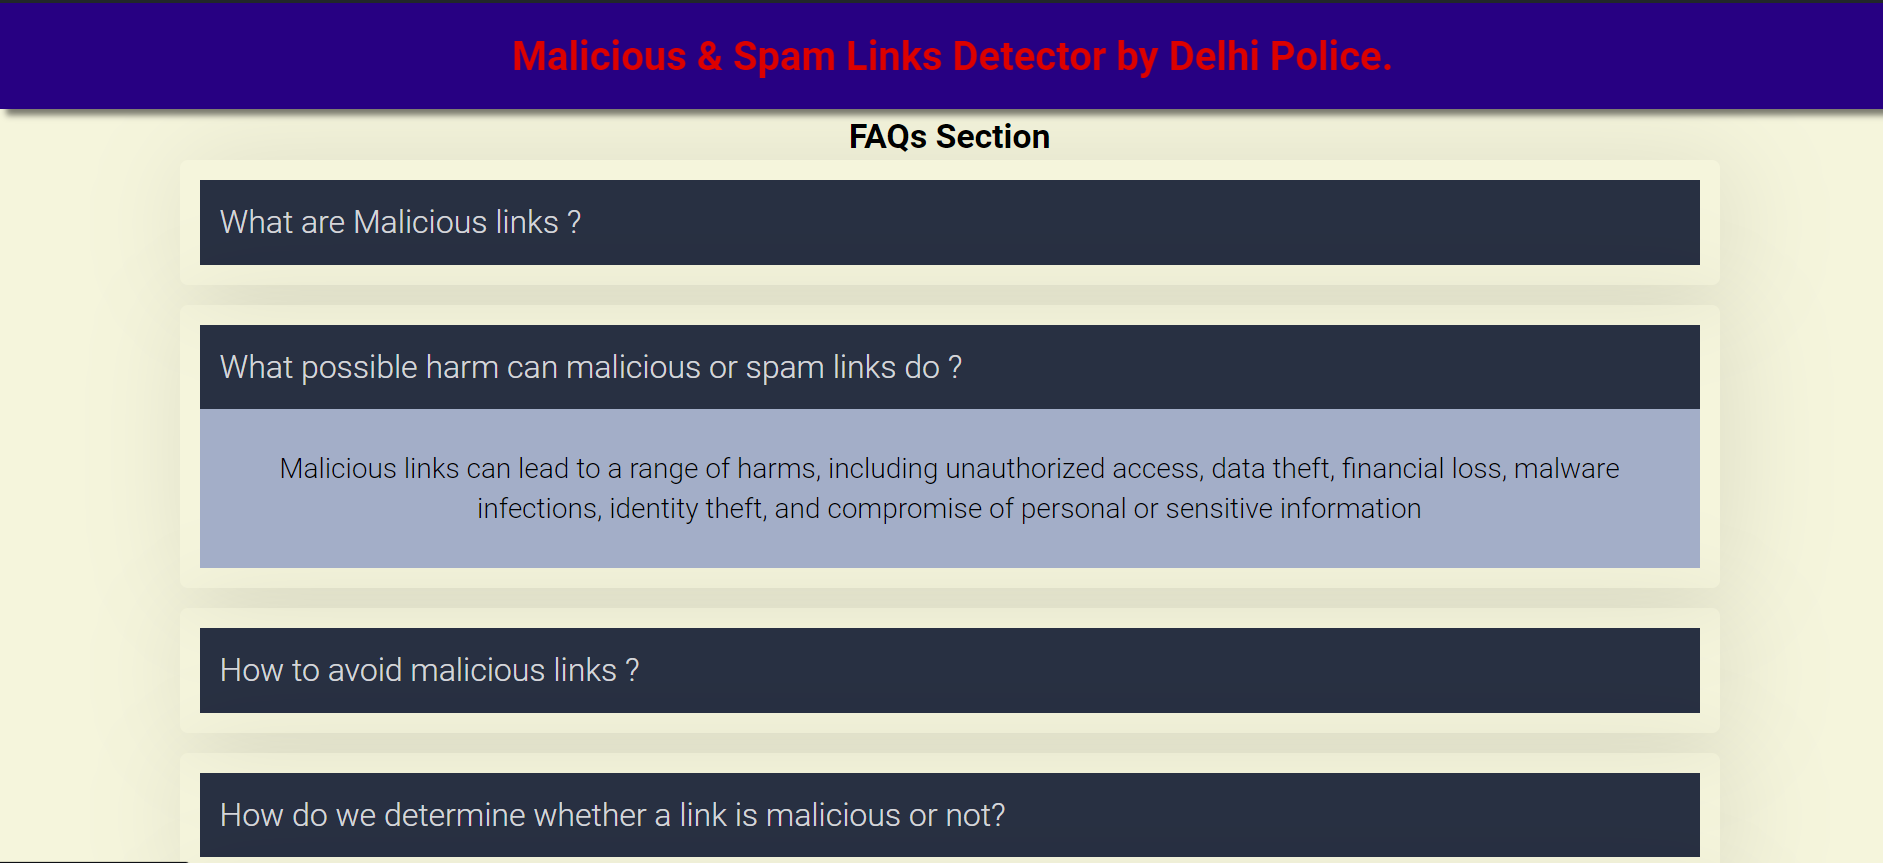 Malicious & Spam Links Detector by Delhi Police.
FAQs Section
What are Malicious links ?
What possible harm can malicious or spam links do ?
Malicious links can lead to a range of harms, including unauthorized access, data theft, financial loss, malware
infections, identity theft, and compromise of personal or sensitive information
How to avoid malicious links ?
How do we determine whether a link is malicious or not?